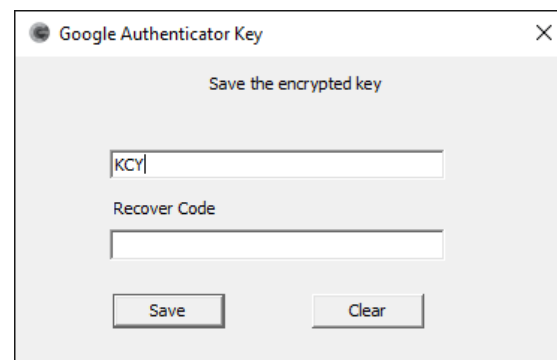 Google Authenticator Key
Save the encrypted key
KCY
Recover Code
Save
Clear